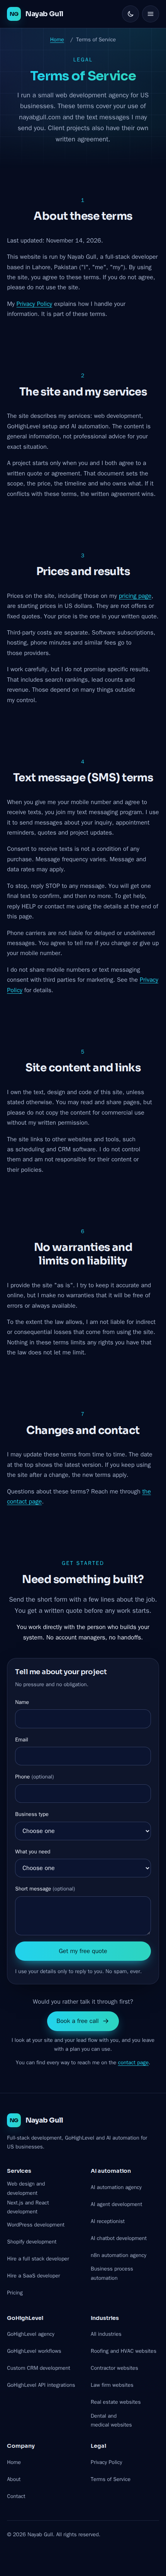 NG Nayab Gull
Home / Terms of Service
LEGAL
Terms of Service
I run a small web development agency for US
businesses. These terms cover your use of
nayabgull.com and the text messages I may
send you. Client projects also have their own
written agreement.
1
About these terms
Last updated: November 14, 2026.
This website is run by Nayab Gull, a full-stack developer
based in Lahore, Pakistan ("I", "me", "my"). By using
the site, you agree to these terms. If you do not agree,
please do not use the site.
My Privacy Policy explains how I handle your
information. It is part of these terms.
2
The site and my services
The site describes my services: web development,
GoHighLevel setup and AI automation. The content is
general information, not professional advice for your
exact situation.
A project starts only when you and I both agree to a
written quote or agreement. That document sets the
scope, the price, the timeline and who owns what. If it
conflicts with these terms, the written agreement wins.
3
Prices and results
Prices on the site, including those on my pricing page,
are starting prices in US dollars. They are not offers or
fixed quotes. Your price is the one in your written quote.
Third-party costs are separate. Software subscriptions,
hosting, phone minutes and similar fees go to
those providers.
I work carefully, but I do not promise specific results.
That includes search rankings, lead counts and
revenue. Those depend on many things outside
my control.
4
Text message (SMS) terms
When you give me your mobile number and agree to
receive texts, you join my text messaging program. I use
it to send messages about your inquiry, appointment
reminders, quotes and project updates.
Consent to receive texts is not a condition of any
purchase. Message frequency varies. Message and
data rates may apply.
To stop, reply STOP to any message. You will get one
final text to confirm, and then no more. To get help,
reply HELP or contact me using the details at the end of
this page.
Phone carriers are not liable for delayed or undelivered
messages. You agree to tell me if you change or give up
your mobile number.
I do not share mobile numbers or text messaging
consent with third parties for marketing. See the Privacy
Policy for details.
5
Site content and links
I own the text, design and code of this site, unless
stated otherwise. You may read and share the pages,
but please do not copy the content for commercial use
without my written permission.
The site links to other websites and tools, such
as scheduling and CRM software. I do not control
them and am not responsible for their content or
their policies.
6
No warranties and
limits on liability
I provide the site "as is". I try to keep it accurate and
online, but I make no warranties that it will be free of
errors or always available.
To the extent the law allows, I am not liable for indirect
or consequential losses that come from using the site.
Nothing in these terms limits any rights you have that
the law does not let me limit.
7
Changes and contact
I may update these terms from time to time. The date
at the top shows the latest version. If you keep using
the site after a change, the new terms apply.
Questions about these terms? Reach me through the
contact page.
GET STARTED
Need something built?
Send the short form with a few lines about the job.
You get a written quote before any work starts.
You work directly with the person who builds your
system. No account managers, no handoffs.
Tell me about your project
No pressure and no obligation.
Name
Email
Phone (optional)
Business type
Choose one
What you need
Choose one
Short message (optional)
Get my free quote
I use your details only to reply to you. No spam, ever.
Would you rather talk it through first?
Book a free call →
I look at your site and your lead flow with you, and you leave
with a plan you can use.
You can find every way to reach me on the contact page.
NG Nayab Gull
Full-stack development, GoHighLevel and AI automation for
US businesses.
Services
Web design and
development
Next.js and React
development
WordPress development
Shopify development
Hire a full stack developer
Hire a SaaS developer
Pricing
AI automation
AI automation agency
AI agent development
AI receptionist
AI chatbot development
n8n automation agency
Business process
automation
GoHighLevel
GoHighLevel agency
GoHighLevel workflows
Custom CRM development
GoHighLevel API integrations
Industries
All industries
Roofing and HVAC websites
Contractor websites
Law firm websites
Real estate websites
Dental and
medical websites
Company
Home
About
Contact
Legal
Privacy Policy
Terms of Service
© 2026 Nayab Gull. All rights reserved.